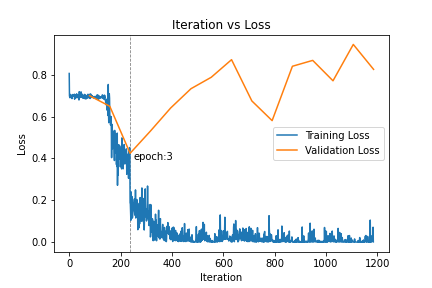 Iteration vs Loss
0.8
0.6
0.4
0.2
0.0
Loss
Training Loss
Validation Loss
epoch:3
0 200 400 600 800 1000 1200
Iteration